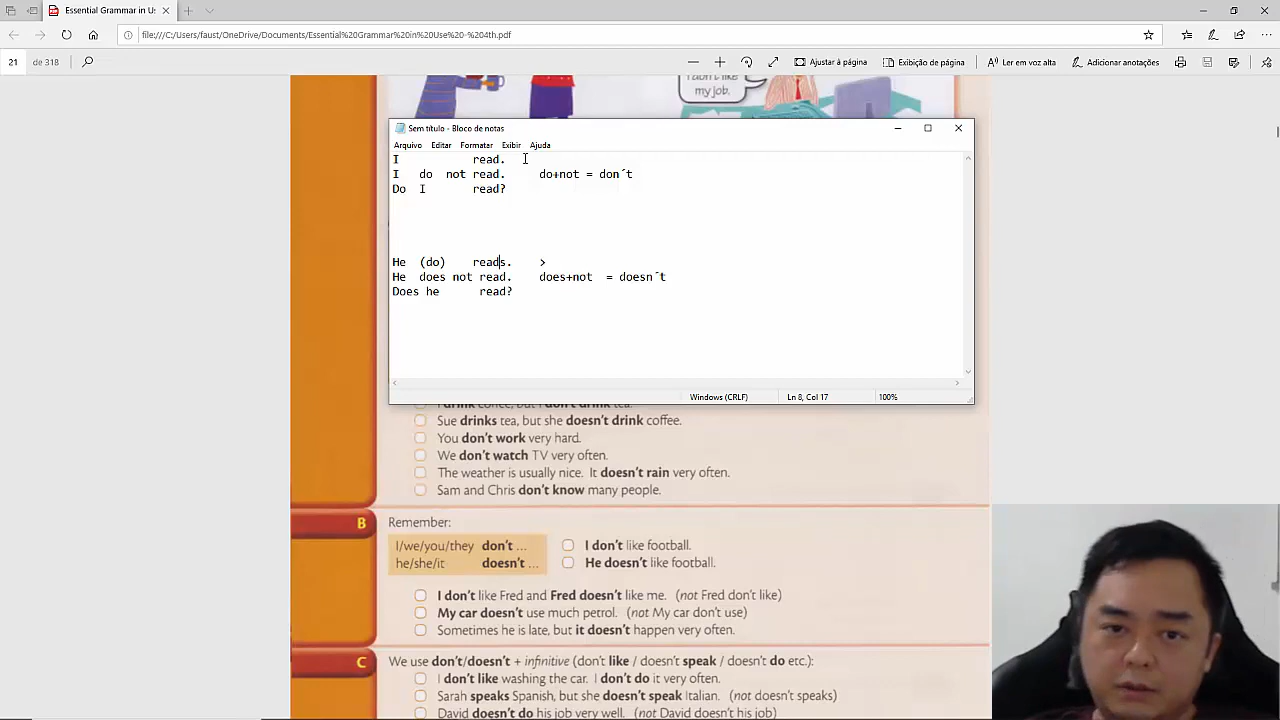 Essential Grammar in Us
file:///C:/Users/faust/OneDrive/Documents/Essential%20Grammar%20in%20Use%20-%204th.pdf
21 de 318 Ajustar à página Exibição de página Ler em voz alta Adicionar anotações
I don't like
my job.
Sem título - Bloco de notas
Arquivo Editar Formatar Exibir Ajuda
I read.
I do not read. do+not = don´t
Do I read?
He (do) reads. >
He does not read. does+not = doesn´t
Does he read?
Windows (CRLF) Ln 8, Col 17 100%
I drink coffee, but I don't drink tea.
Sue drinks tea, but she doesn't drink coffee.
You don't work very hard.
We don't watch TV very often.
The weather is usually nice. It doesn't rain very often.
Sam and Chris don't know many people.
B Remember:
I/we/you/they don't ...
he/she/it doesn't ...
I don't like football.
He doesn't like football.
I don't like Fred and Fred doesn't like me. (not Fred don't like)
My car doesn't use much petrol. (not My car don't use)
Sometimes he is late, but it doesn't happen very often.
C We use don't/doesn't + infinitive (don't like / doesn't speak / doesn't do etc.):
I don't like washing the car. I don't do it very often.
Sarah speaks Spanish, but she doesn't speak Italian. (not doesn't speaks)
David doesn't do his job very well. (not David doesn't his job)